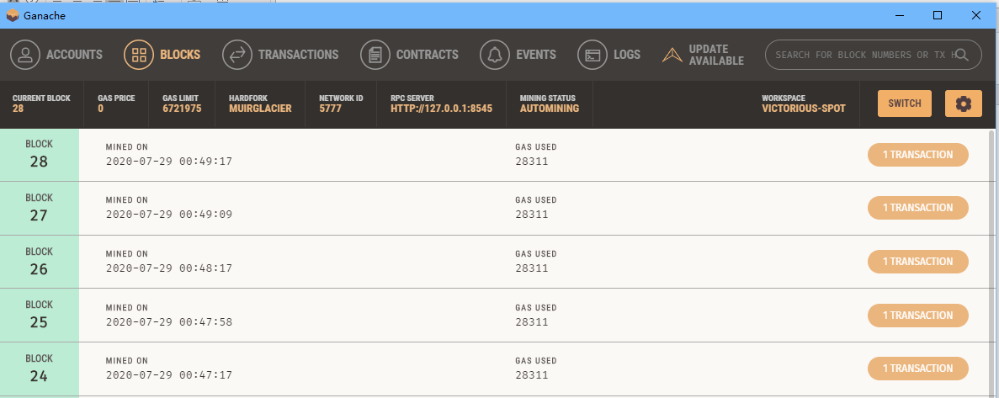 Ganache
ACCOUNTS BLOCKS TRANSACTIONS CONTRACTS EVENTS LOGS UPDATE AVAILABLE SEARCH FOR BLOCK NUMBERS OR TX H
CURRENT BLOCK GAS PRICE GAS LIMIT HARDFORK NETWORK ID RPC SERVER MINING STATUS WORKSPACE
28 0 6721975 MUIRGLACIER 5777 HTTP://127.0.0.1:8545 AUTOMINING VICTORIOUS-SPOT SWITCH
BLOCK MINED ON GAS USED
28 2020-07-29 00:49:17 28311 1 TRANSACTION
BLOCK MINED ON GAS USED
27 2020-07-29 00:49:09 28311 1 TRANSACTION
BLOCK MINED ON GAS USED
26 2020-07-29 00:48:17 28311 1 TRANSACTION
BLOCK MINED ON GAS USED
25 2020-07-29 00:47:58 28311 1 TRANSACTION
BLOCK MINED ON GAS USED
24 2020-07-29 00:47:17 28311 1 TRANSACTION